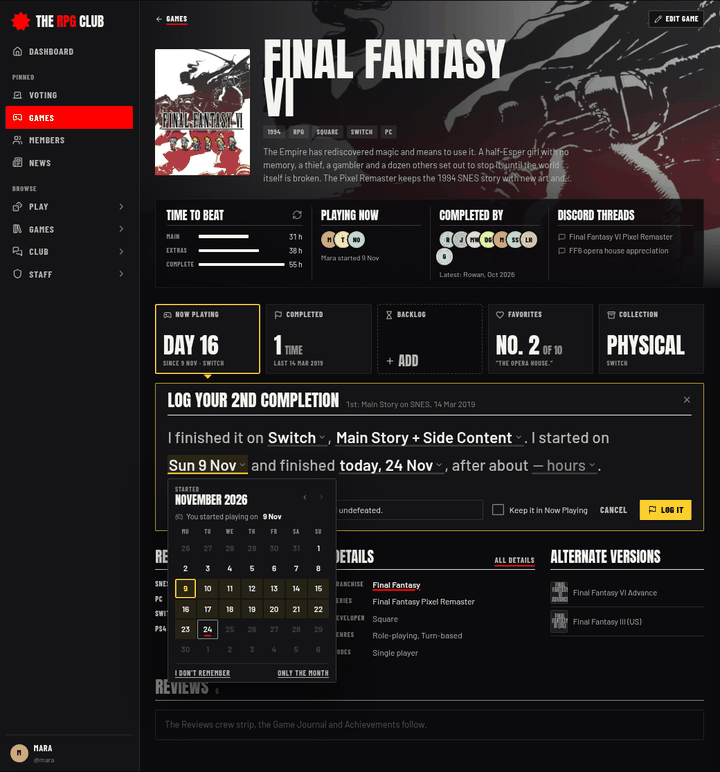 THE RPG CLUB
DASHBOARD
PINNED
VOTING
GAMES
MEMBERS
NEWS
BROWSE
PLAY
GAMES
CLUB
STAFF
M
MARA
@mara
← GAMES
EDIT GAME
FINAL FANTASY VI
FINAL FANTASY
VI
1994 RPG SQUARE SWITCH PC
The Empire has rediscovered magic and means to use it. A half-Esper girl with no
memory, a thief, a gambler and a dozen others set out to stop it until the world
itself is broken. The Pixel Remaster keeps the 1994 SNES story with new art and...
TIME TO BEAT
MAIN 31 h
EXTRAS 38 h
COMPLETE 55 h
PLAYING NOW
M T NO
Mara started 9 Nov
COMPLETED BY
R J MW DG M SS LN
G
Latest: Rowan, Oct 2026
DISCORD THREADS
Final Fantasy VI Pixel Remaster
FF6 opera house appreciation
NOW PLAYING
DAY 16
SINCE 9 NOV · SWITCH
COMPLETED
1 TIME
LAST 14 MAR 2019
BACKLOG
+ ADD
FAVORITES
NO. 2 OF 10
"THE OPERA HOUSE."
COLLECTION
PHYSICAL
SWITCH
LOG YOUR 2ND COMPLETION 1st: Main Story on SNES, 14 Mar 2019
I finished it on Switch, Main Story + Side Content. I started on
Sun 9 Nov and finished today, 24 Nov, after about — hours.
undefeated.
Keep it in Now Playing
CANCEL
LOG IT
STARTED
NOVEMBER 2026
You started playing on 9 Nov
MO TU WE TH FR SA SU
26 27 28 29 30 31 1
2 3 4 5 6 7 8
9 10 11 12 13 14 15
16 17 18 19 20 21 22
23 24 25 26 27 28 29
30 1 2 3 4 5 6
I DON'T REMEMBER
ONLY THE MONTH
RE
SNES
PC
SWI
PS4
DETAILS
ALL DETAILS
RANCHISE Final Fantasy
RIES Final Fantasy Pixel Remaster
EVELOPER Square
ENRES Role-playing, Turn-based
ODES Single player
ALTERNATE VERSIONS
Final Fantasy VI Advance
Final Fantasy III (US)
REVIEWS
The Reviews crew strip, the Game Journal and Achievements follow.